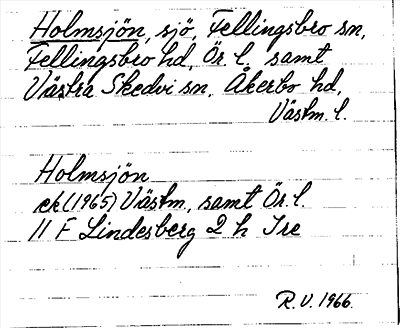 Holmsjön, sjö, Fellingsbro sn,
Fellingsbro hd, Ör. l. samt
Västra Skedvi sn, Åkerbo hd,
Västm. l.
Holmsjön
ek (1965) Västm., samt Ör. l.
11 F Lindesberg 2 h Tre
R.V. 1966